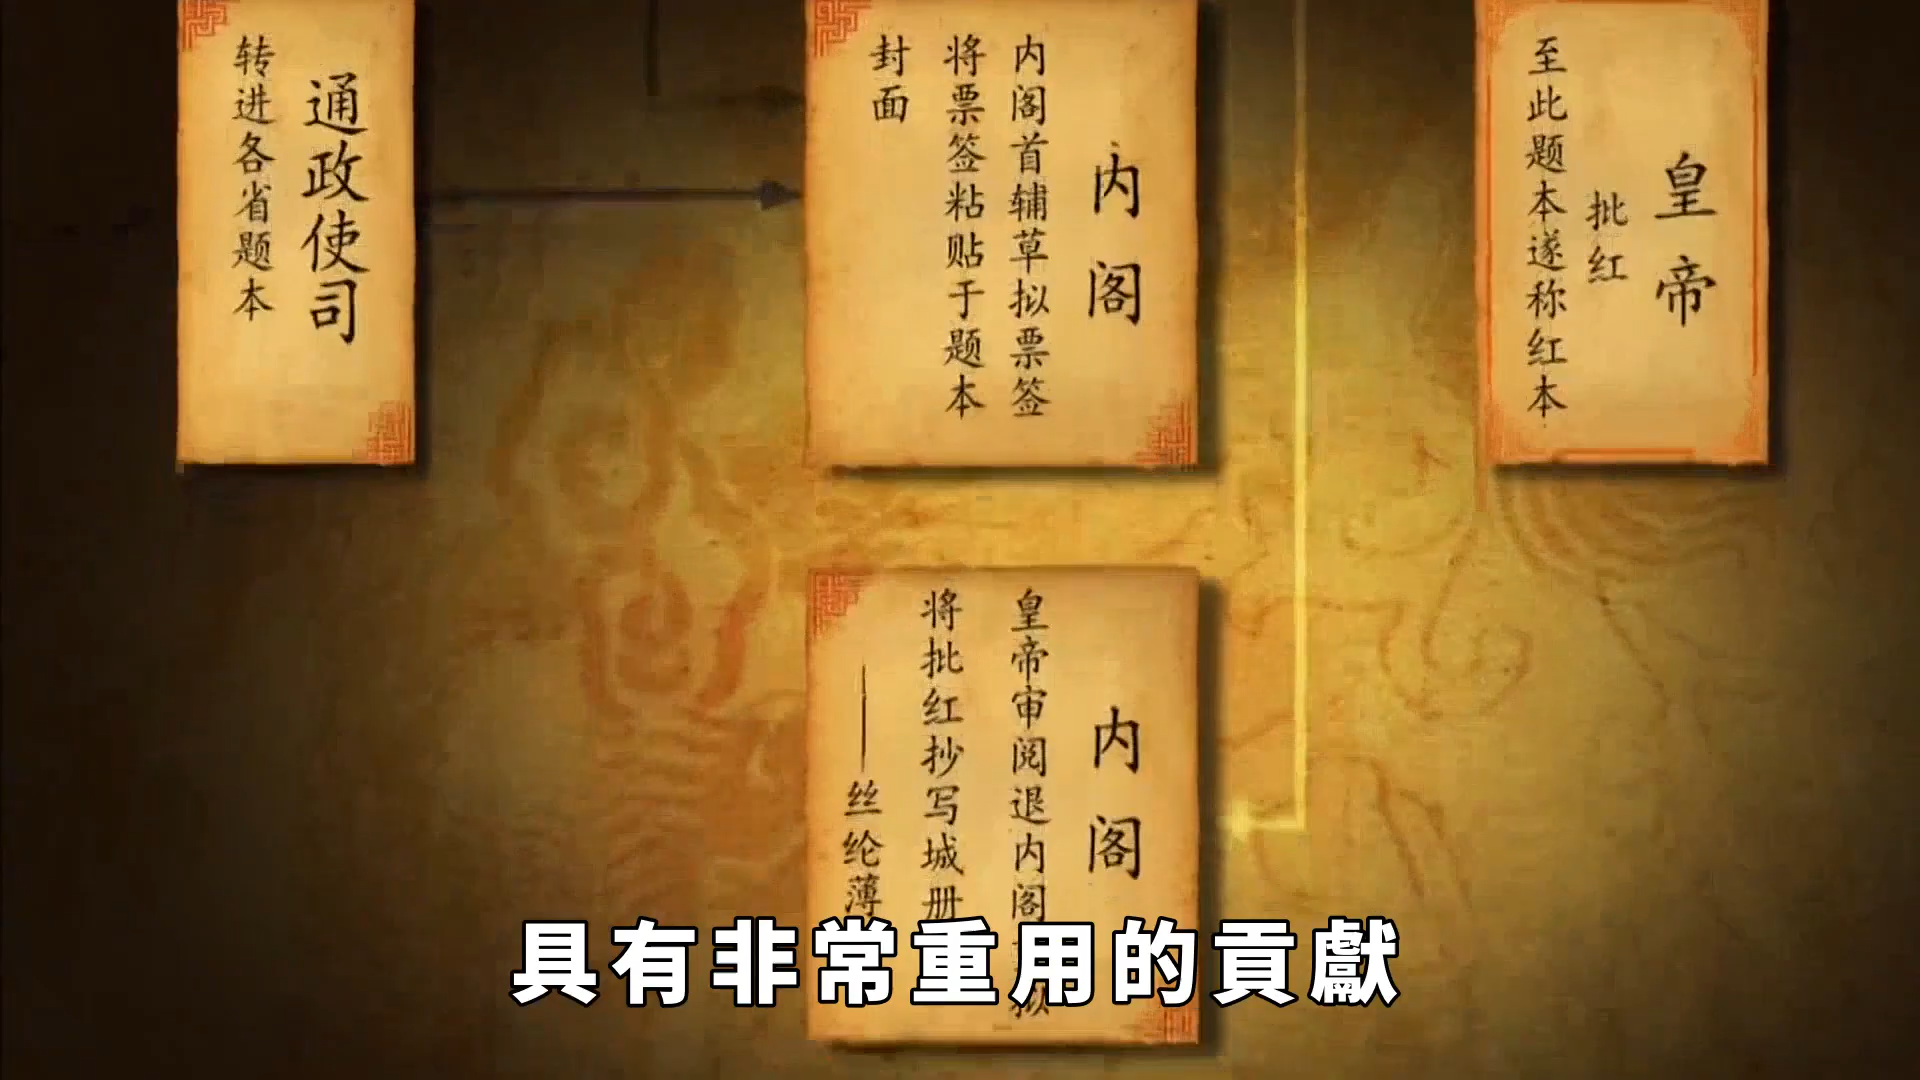 通政使司
转进各省题本
内阁
内阁首辅草拟票签
将票签粘贴于题本
封面
皇帝
批红
至此题本遂称红本
内阁
皇帝审阅退内阁
将批红抄写城册
——丝纶薄
具有非常重用的貢獻